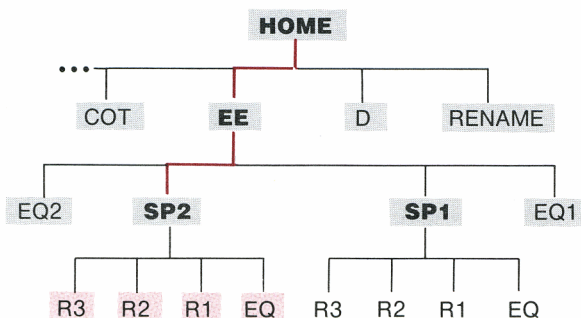 HOME
•••
COT EE D RENAME
EQ2 SP2 SP1 EQ1
R3 R2 R1 EQ R3 R2 R1 EQ